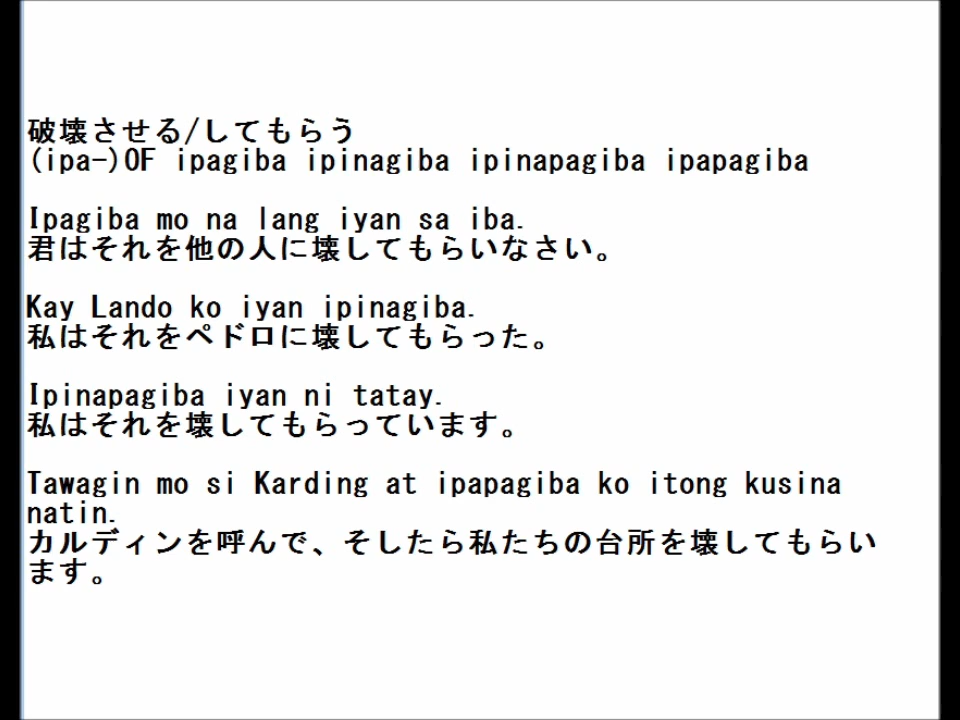 破壊させる/してもらう
(ipa-)OF ipagiba ipinagiba ipinapagiba ipapagiba
Ipagiba mo na lang iyan sa iba.
君はそれを他の人に壊してもらいなさい。
Kay Lando ko iyan ipinagiba.
私はそれをペドロに壊してもらった。
Ipinapagiba iyan ni tatay.
私はそれを壊してもらっています。
Tawagin mo si Karding at ipapagiba ko itong kusina
natin.
カルディンを呼んで、そしたら私たちの台所を壊してもらい
ます。